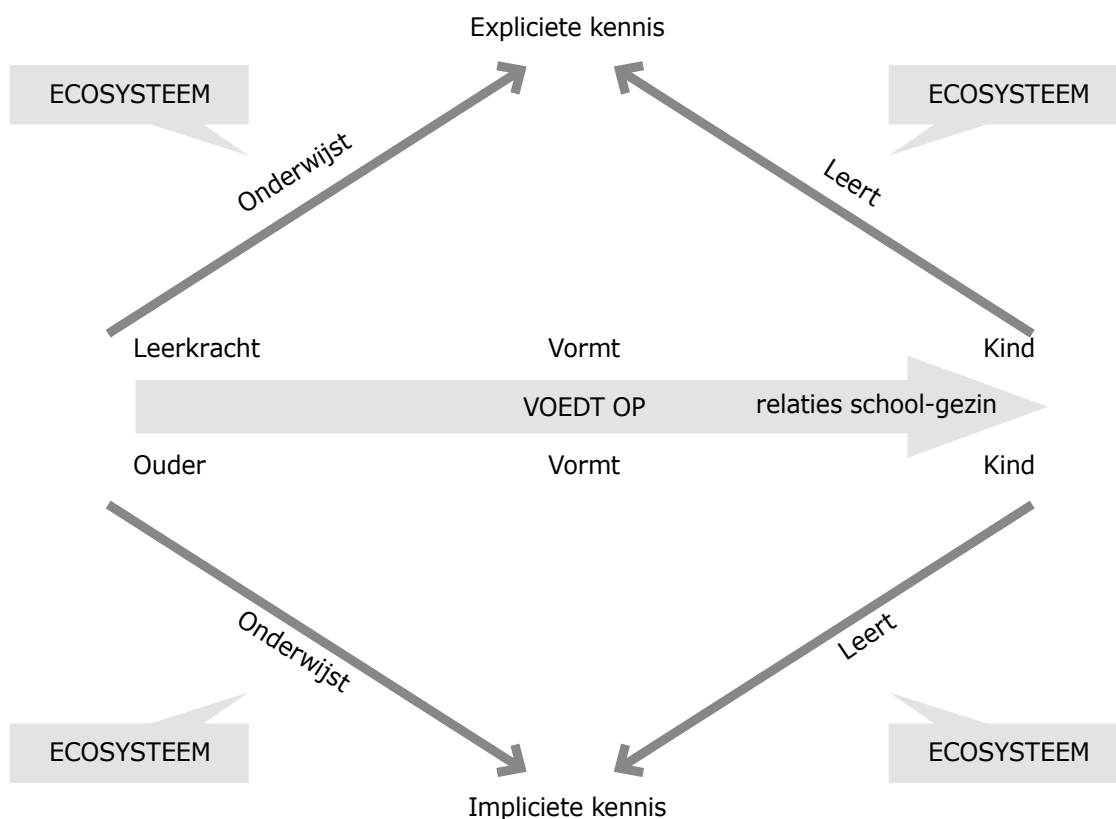 Expliciete kennis
ECOSYSTEEM
ECOSYSTEEM
Onderwijst
Leert
Leerkracht
Vormt
Kind
VOEDT OP
relaties school-gezin
Ouder
Vormt
Kind
Onderwijst
Leert
ECOSYSTEEM
ECOSYSTEEM
Impliciete kennis